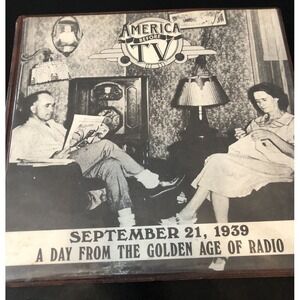 AMERICA
BEFORE
TV
SEPTEMBER 21, 1939
A DAY FROM THE GOLDEN AGE OF RADIO